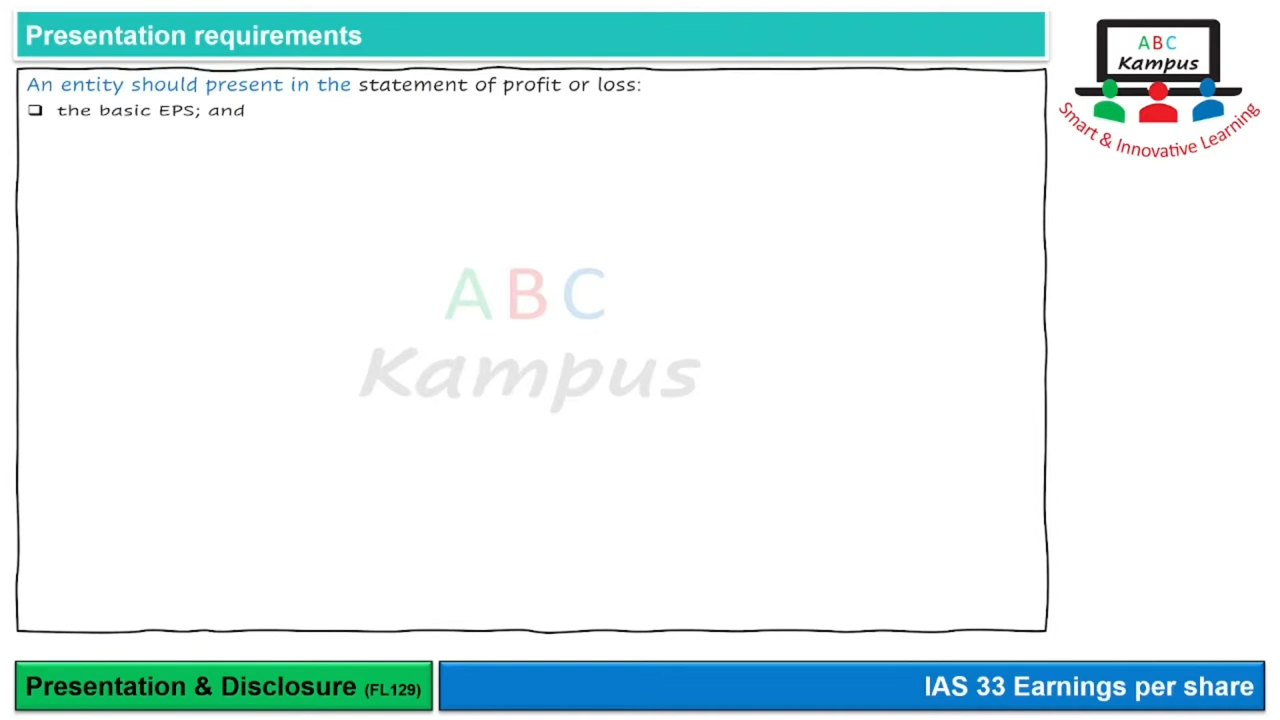 Presentation requirements
An entity should present in the statement of profit or loss:
❑ the basic EPS; and
ABC
Kampus
Smart & Innovative Learning
ABC
Kampus
Presentation & Disclosure (FL129)
IAS 33 Earnings per share